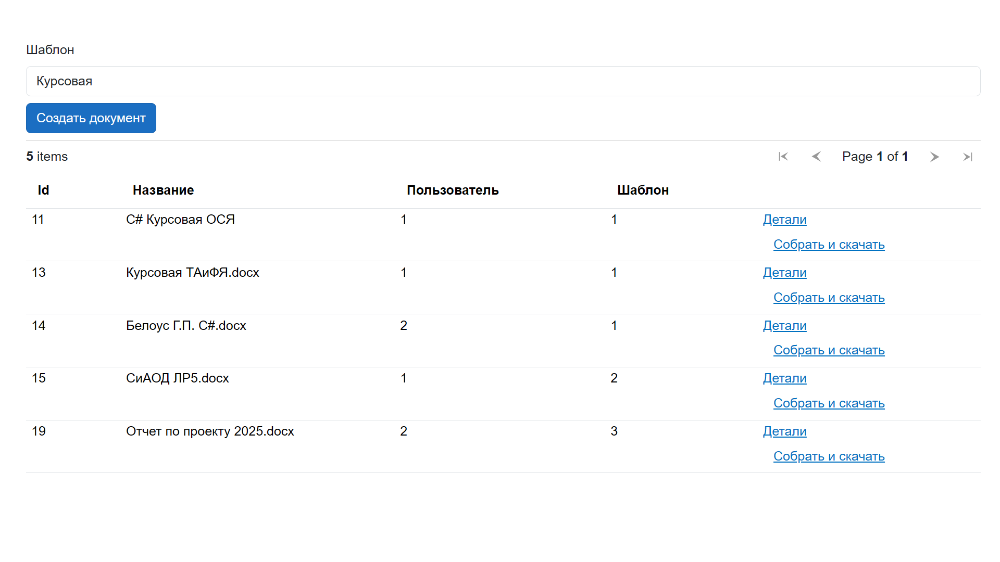 Шаблон
Курсовая
Создать документ
5 items Page 1 of 1
Id Название Пользователь Шаблон
11 C# Курсовая ОСЯ 1 1 Детали
Собрать и скачать
13 Курсовая ТАиФЯ.docx 1 1 Детали
Собрать и скачать
14 Белоус Г.П. C#.docx 2 1 Детали
Собрать и скачать
15 СиАОД ЛР5.docx 1 2 Детали
Собрать и скачать
19 Отчет по проекту 2025.docx 2 3 Детали
Собрать и скачать